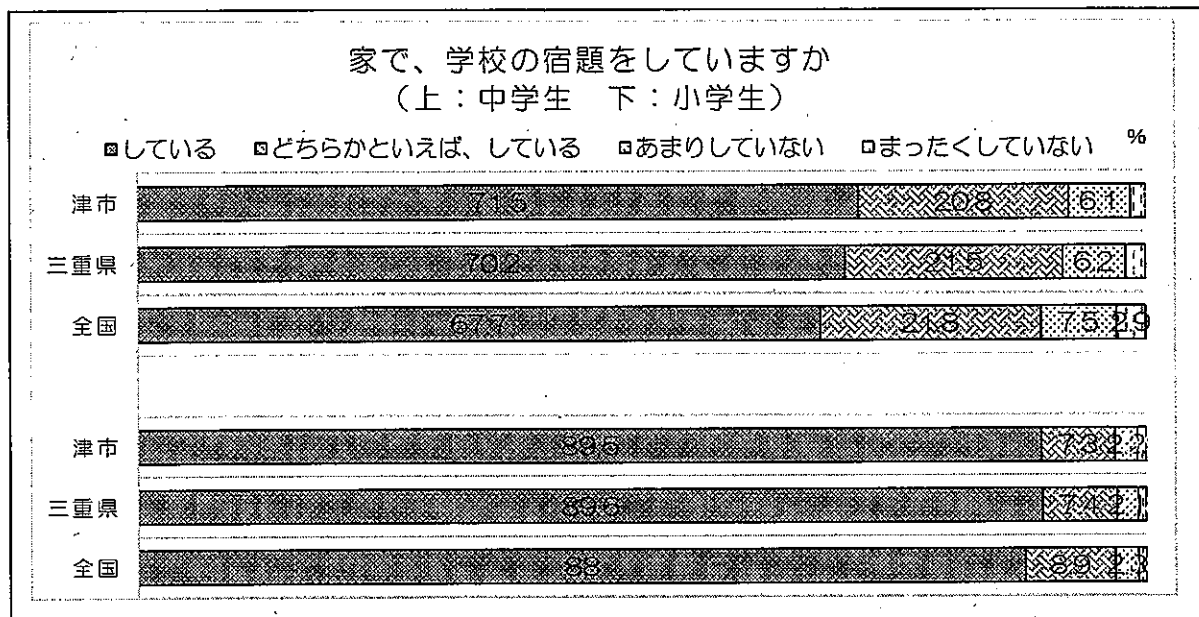 家で、学校の宿題をしていますか
（上：中学生　下：小学生）
している どちらかといえば、している あまりしていない まったくしていない %
津市 71.5 20.8 6.1
三重県 70.2 21.5 6.2
全国 67.7 21.8 7.5 2.9
津市 89.6 7.3
三重県 89.6 7.4
全国 88 8.9